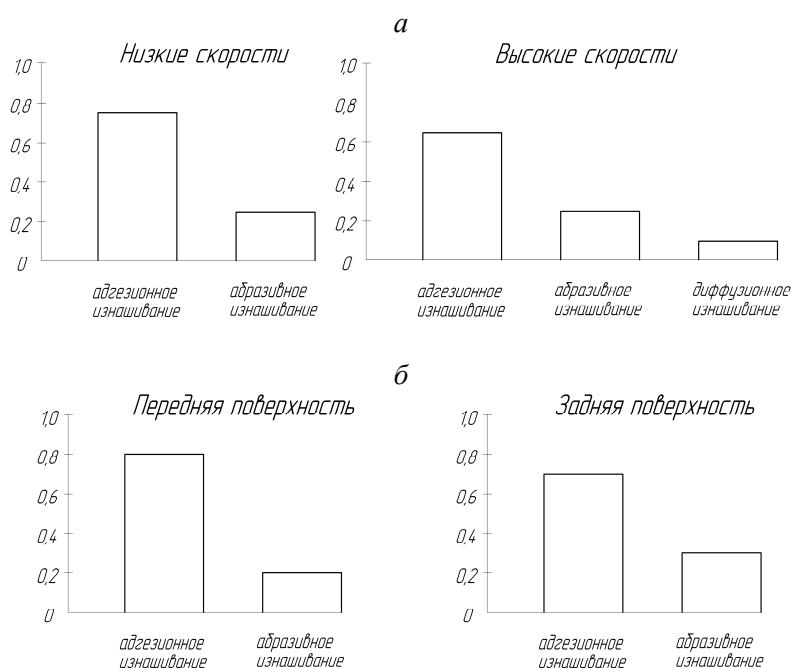 а
Низкие скорости
1,0
0,8
0,6
0,4
0,2
0
адгезионное
изнашивание
абразивное
изнашивание
Высокие скорости
1,0
0,8
0,6
0,4
0,2
0
адгезионное
изнашивание
абразивное
изнашивание
диффузионное
изнашивание
б
Передняя поверхность
1,0
0,8
0,6
0,4
0,2
0
адгезионное
изнашивание
абразивное
изнашивание
Задняя поверхность
1,0
0,8
0,6
0,4
0,2
0
адгезионное
изнашивание
абразивное
изнашивание